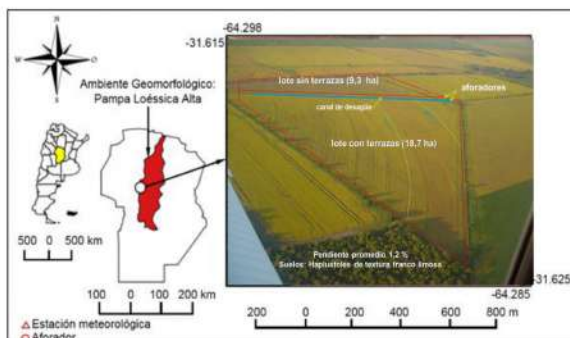 -64.298
-31.615
N
O
S
Ambiente Geomorfológico:
Pampa Loéssica Alta
lote sin terrazas (9,3 ha)
aforadores
canal de desagüe
lote con terrazas (18,7 ha)
Pendiente promedio 1,2 %
Suelos: Haplustoles de textura franco limosa
500 0 500 km
100 0 100 200 km
-31.625
-64.285
200 0 200 400 600 800 m
Estación meteorológica
Aforador